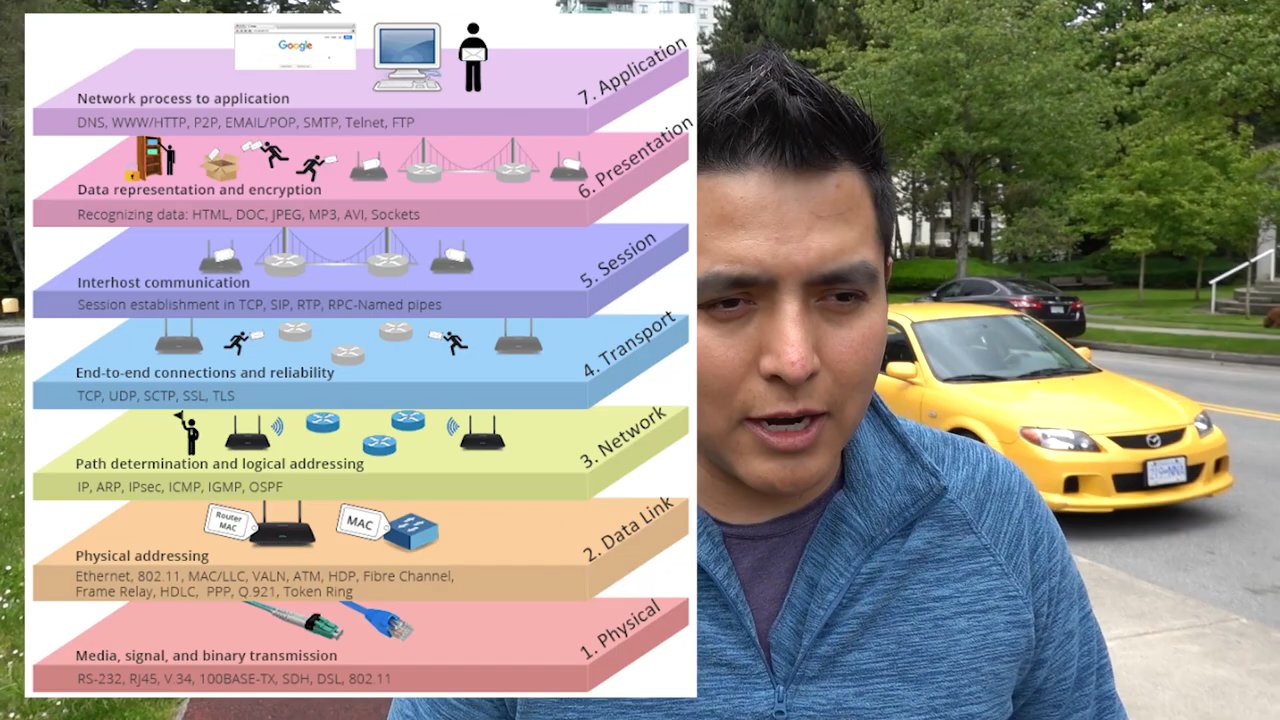 Google
7. Application
Network process to application
DNS, WWW/HTTP, P2P, EMAIL/POP, SMTP, Telnet, FTP
6. Presentation
Data representation and encryption
Recognizing data: HTML, DOC, JPEG, MP3, AVI, Sockets
5. Session
Interhost communication
Session establishment in TCP, SIP, RTP, RPC-Named pipes
4. Transport
End-to-end connections and reliability
TCP, UDP, SCTP, SSL, TLS
3. Network
Path determination and logical addressing
IP, ARP, IPsec, ICMP, IGMP, OSPF
Router
MAC
MAC
2. Data Link
Physical addressing
Ethernet, 802.11, MAC/LLC, VALN, ATM, HDP, Fibre Channel,
Frame Relay, HDLC, PPP, Q.921, Token Ring
1. Physical
Media, signal, and binary transmission
RS-232, RJ45, V.34, 100BASE-TX, SDH, DSL, 802.11